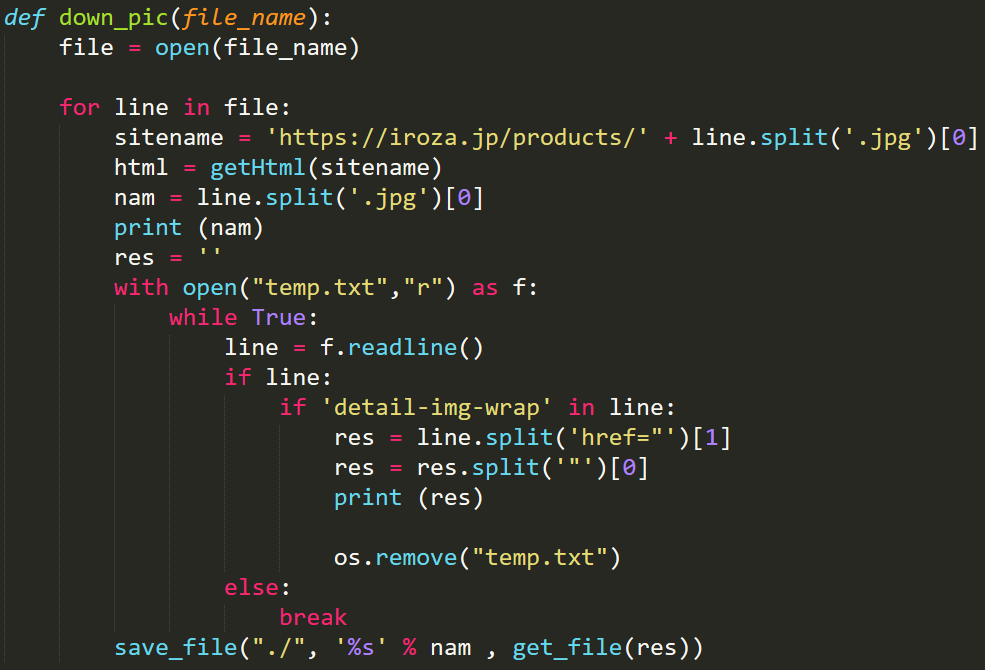 def down_pic(file_name):
    file = open(file_name)

    for line in file:
        sitename = 'https://iroza.jp/products/' + line.split('.jpg')[0]
        html = getHtml(sitename)
        nam = line.split('.jpg')[0]
        print (nam)
        res = ''
        with open("temp.txt","r") as f:
            while True:
                line = f.readline()
                if line:
                    if 'detail-img-wrap' in line:
                        res = line.split('href="')[1]
                        res = res.split('"')[0]
                        print (res)

                        os.remove("temp.txt")
                else:
                    break
        save_file("./", '%s' % nam , get_file(res))